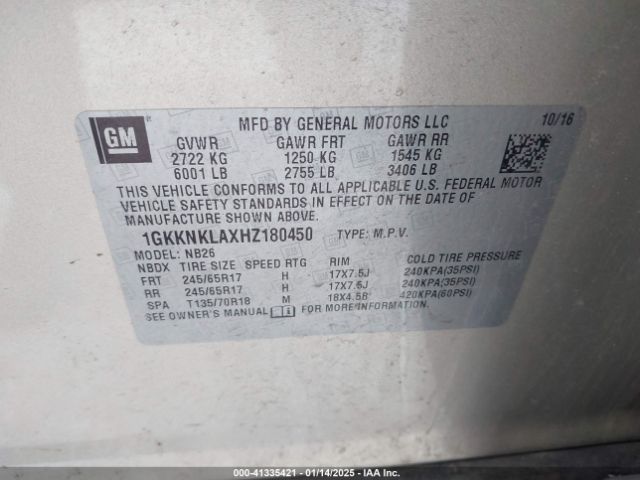 GM
MFD BY GENERAL MOTORS LLC 10/16
GVWR GAWR FRT GAWR RR
2722 KG 1250 KG 1545 KG
6001 LB 2755 LB 3406 LB
THIS VEHICLE CONFORMS TO ALL APPLICABLE U.S. FEDERAL MOTOR
VEHICLE SAFETY STANDARDS IN EFFECT ON THE DATE OF
MANUFACTURE SHOWN ABOVE.
1GKKNKLAXHZ180450 TYPE: M.P.V.
MODEL: NB26
NBDX TIRE SIZE SPEED RTG RIM COLD TIRE PRESSURE
FRT 245/65R17 H 17X7.5J 240KPA(35PSI)
RR 245/65R17 H 17X7.5J 240KPA(35PSI)
SPA T135/70R18 M 18X4.5B 420KPA(60PSI)
SEE OWNER'S MANUAL FOR MORE INFORMATION.
000-41335421 - 01/14/2025 - IAA Inc.